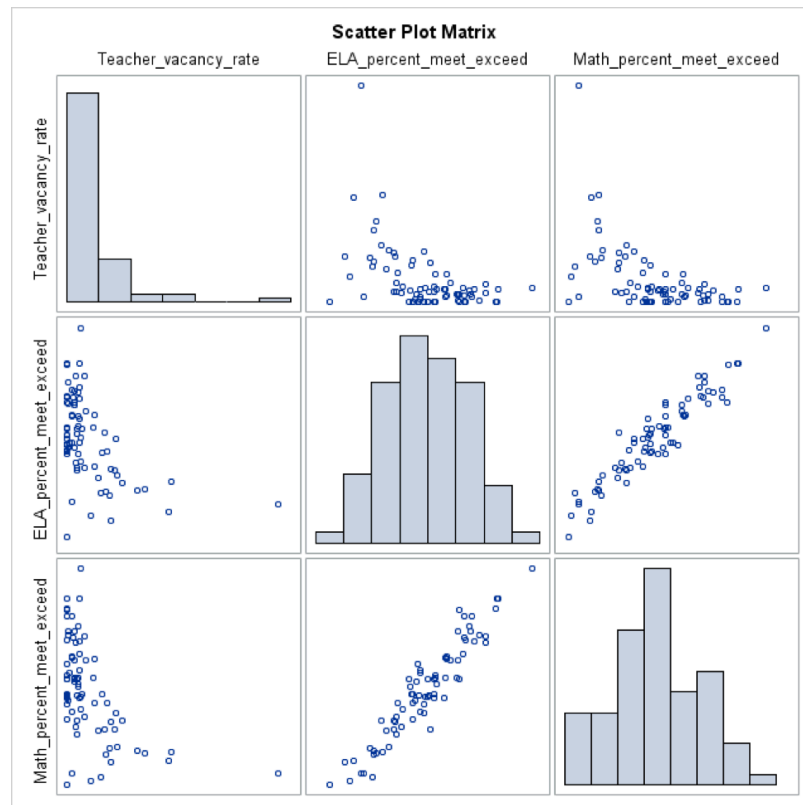 Scatter Plot Matrix
Teacher_vacancy_rate ELA_percent_meet_exceed Math_percent_meet_exceed
Teacher_vacancy_rate
ELA_percent_meet_exceed
Math_percent_meet_exceed